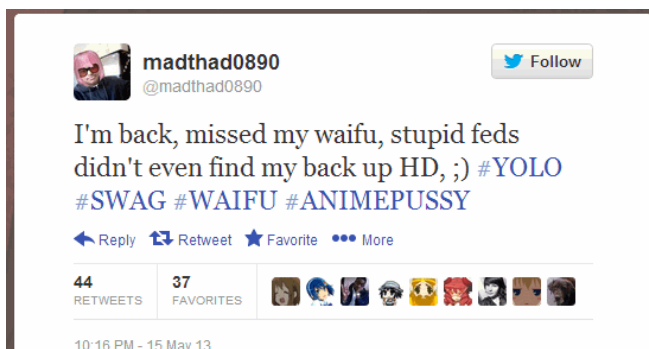 madthad0890
@madthad0890
Follow
I'm back, missed my waifu, stupid feds
didn't even find my back up HD, ;) #YOLO
#SWAG #WAIFU #ANIMEPUSSY
Reply Retweet Favorite More
44 37
RETWEETS FAVORITES
10:16 PM - 15 May 13